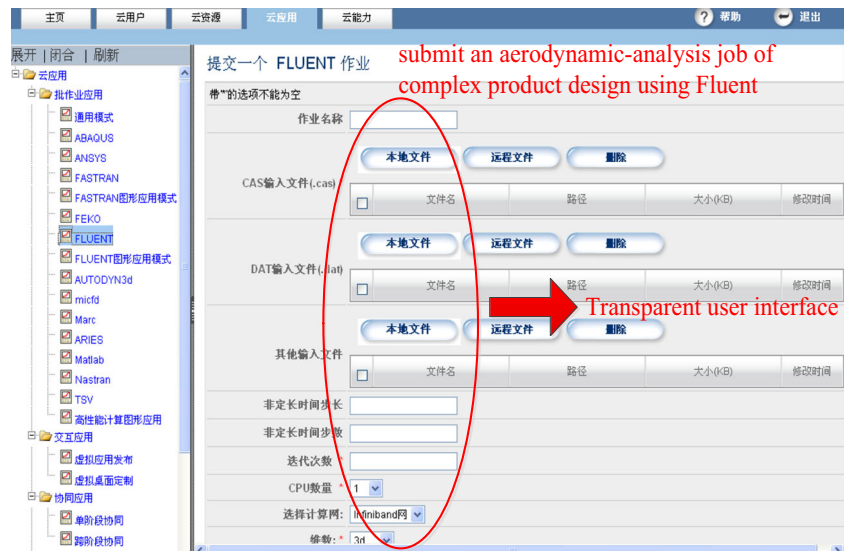 主页 云用户 云资源 云应用 云能力 ? 帮助 退出
展开 | 闭合 | 刷新
云应用
批作业应用
通用模式
ABAQUS
ANSYS
FASTRAN
FASTRAN图形应用模式
FEKO
FLUENT
FLUENT图形应用模式
AUTODYN3d
micfd
Marc
ARIES
Matlab
Nastran
TSV
高性能计算图形应用
交互应用
虚拟应用发布
虚拟桌面定制
协同应用
单阶段协同
跨阶段协同
提交一个 FLUENT 作业
submit an aerodynamic-analysis job of
complex product design using Fluent
带"*"的选项不能为空
作业名称
本地文件 远程文件 删除
CAS输入文件(.cas)
文件名 路径 大小(KB) 修改时间
本地文件 远程文件 删除
DAT输入文件(.dat)
文件名 路径 大小(KB) 修改时间
Transparent user interface
本地文件 远程文件 删除
其他输入文件
文件名 路径 大小(KB) 修改时间
非定长时间步长
非定长时间步数
迭代次数 *
CPU数量 * 1
选择计算网: Infiniband网
维数: * 3d